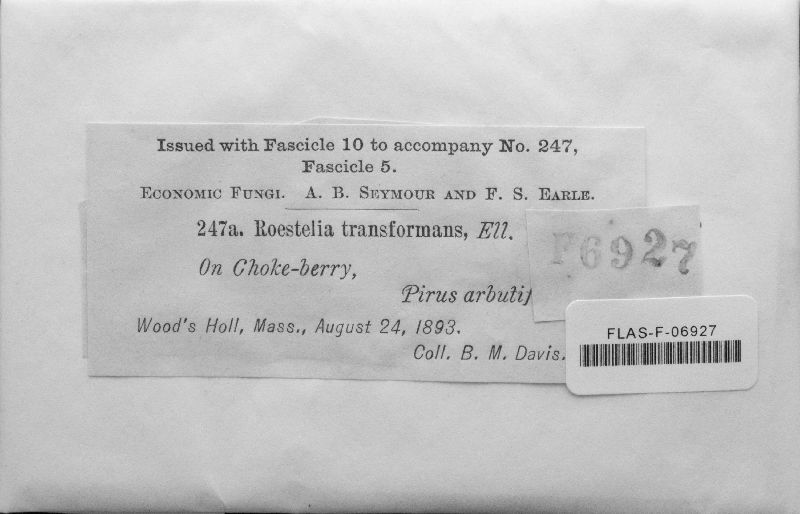 Issued with Fascicle 10 to accompany No. 247,
Fascicle 5.
ECONOMIC FUNGI. A. B. SEYMOUR AND F. S. EARLE.
247a. Roestelia transformans, Ell.
F6927
On Choke-berry,
Pirus arbutif
Wood's Holl, Mass., August 24, 1893.
Coll. B. M. Davis.
FLAS-F-06927